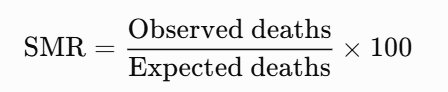 SMR = Observed deaths / Expected deaths × 100